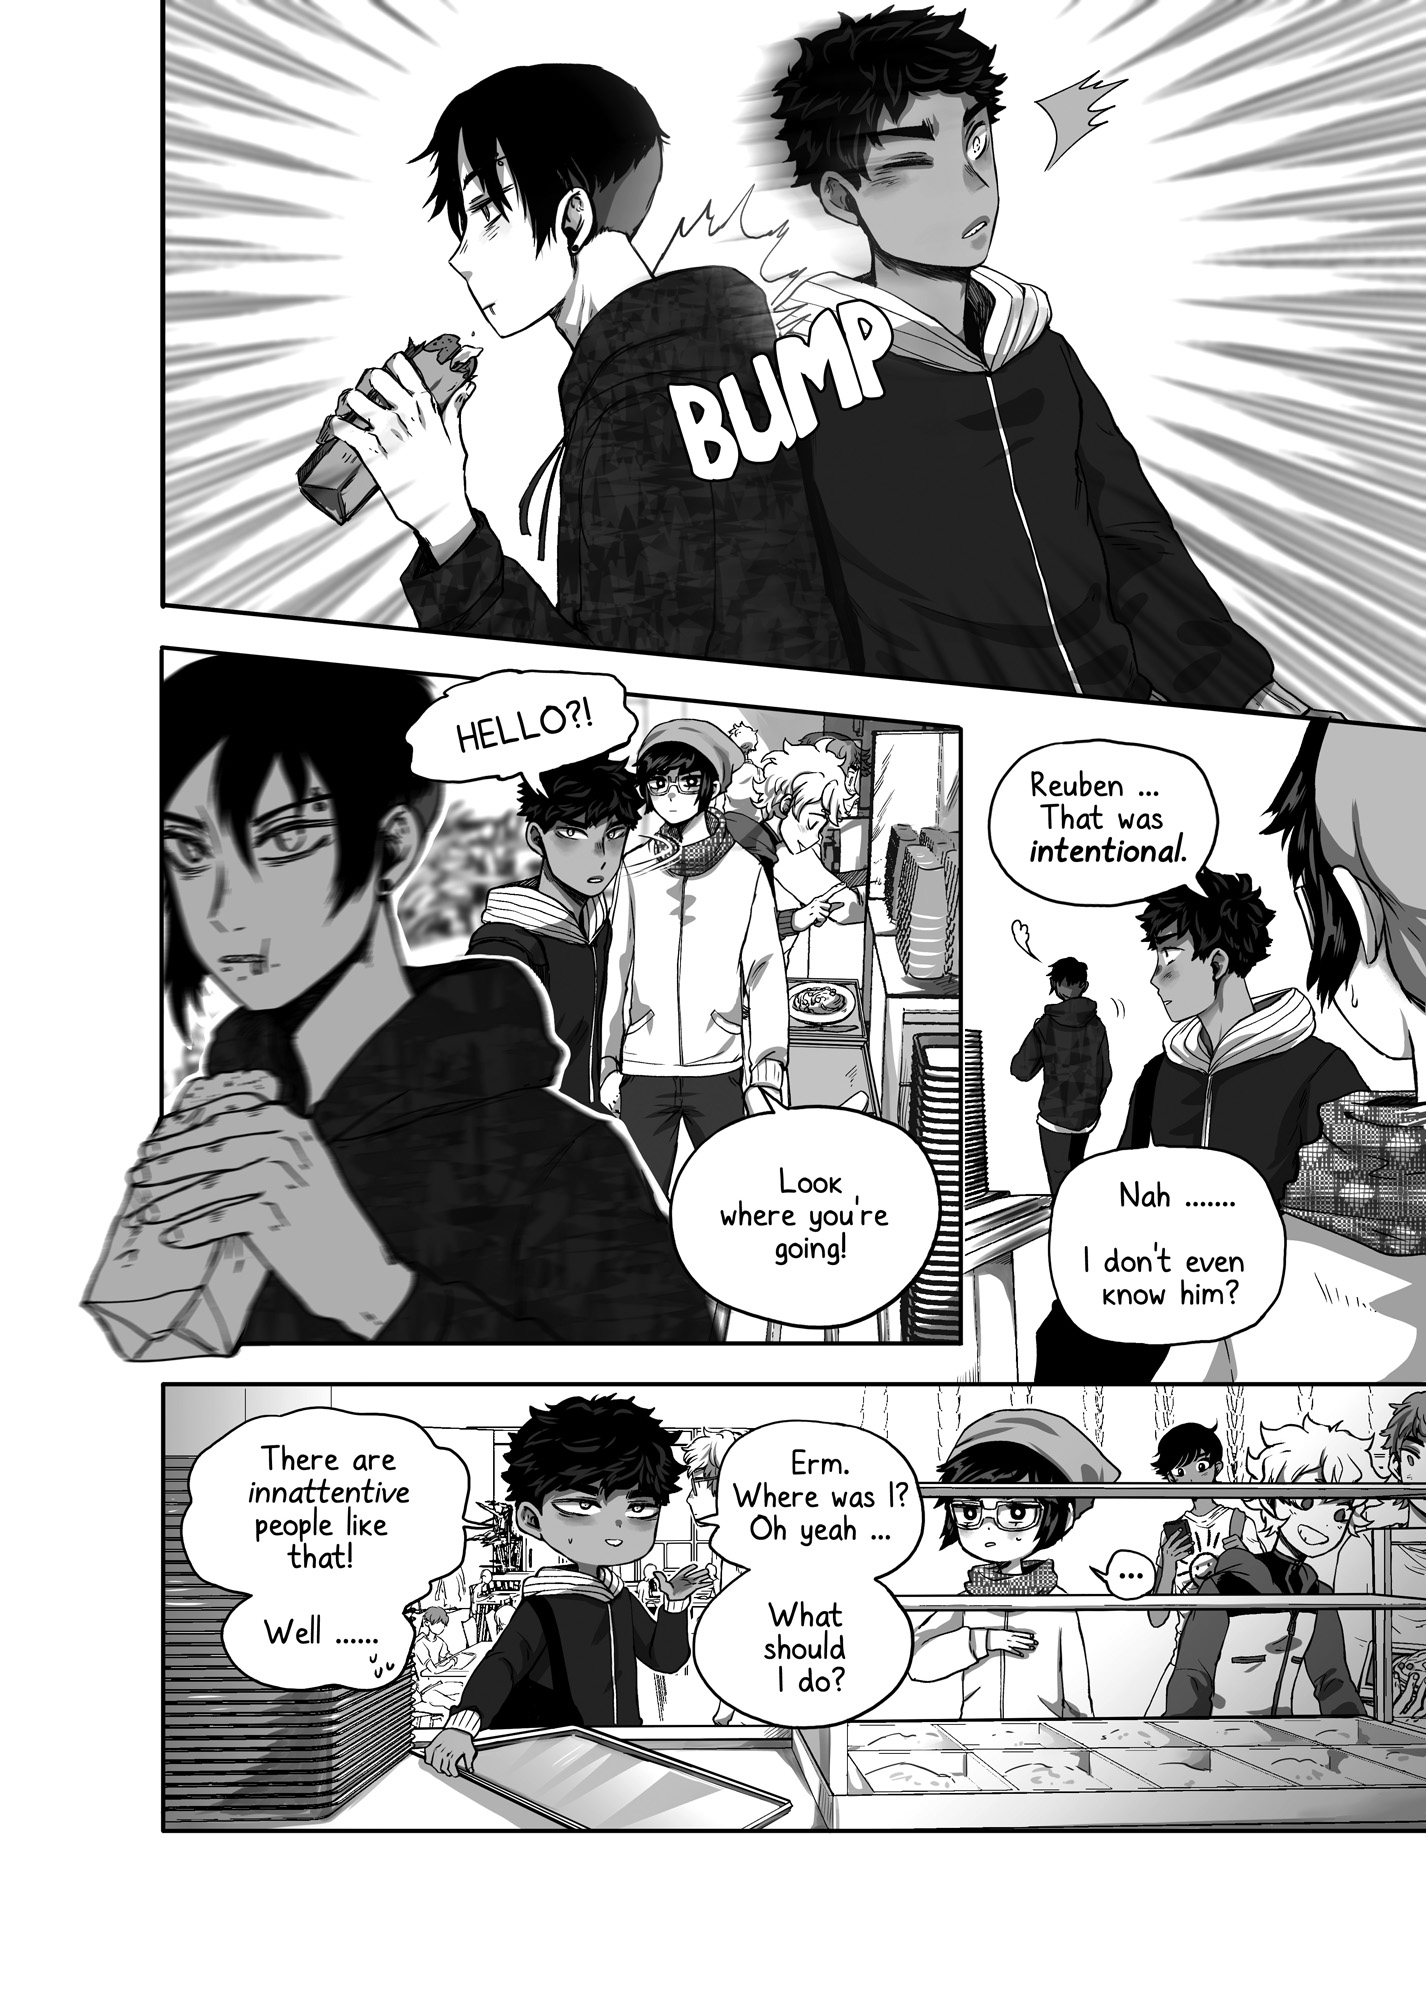 BUMP
HELLO?!
Look
where you're
going!
Reuben ...
That was
intentional.
Nah .......
I don't even
know him?
There are
innattentive
people like
that!
Well ......
Erm.
Where was I?
Oh yeah ...
What
should
I do?
...